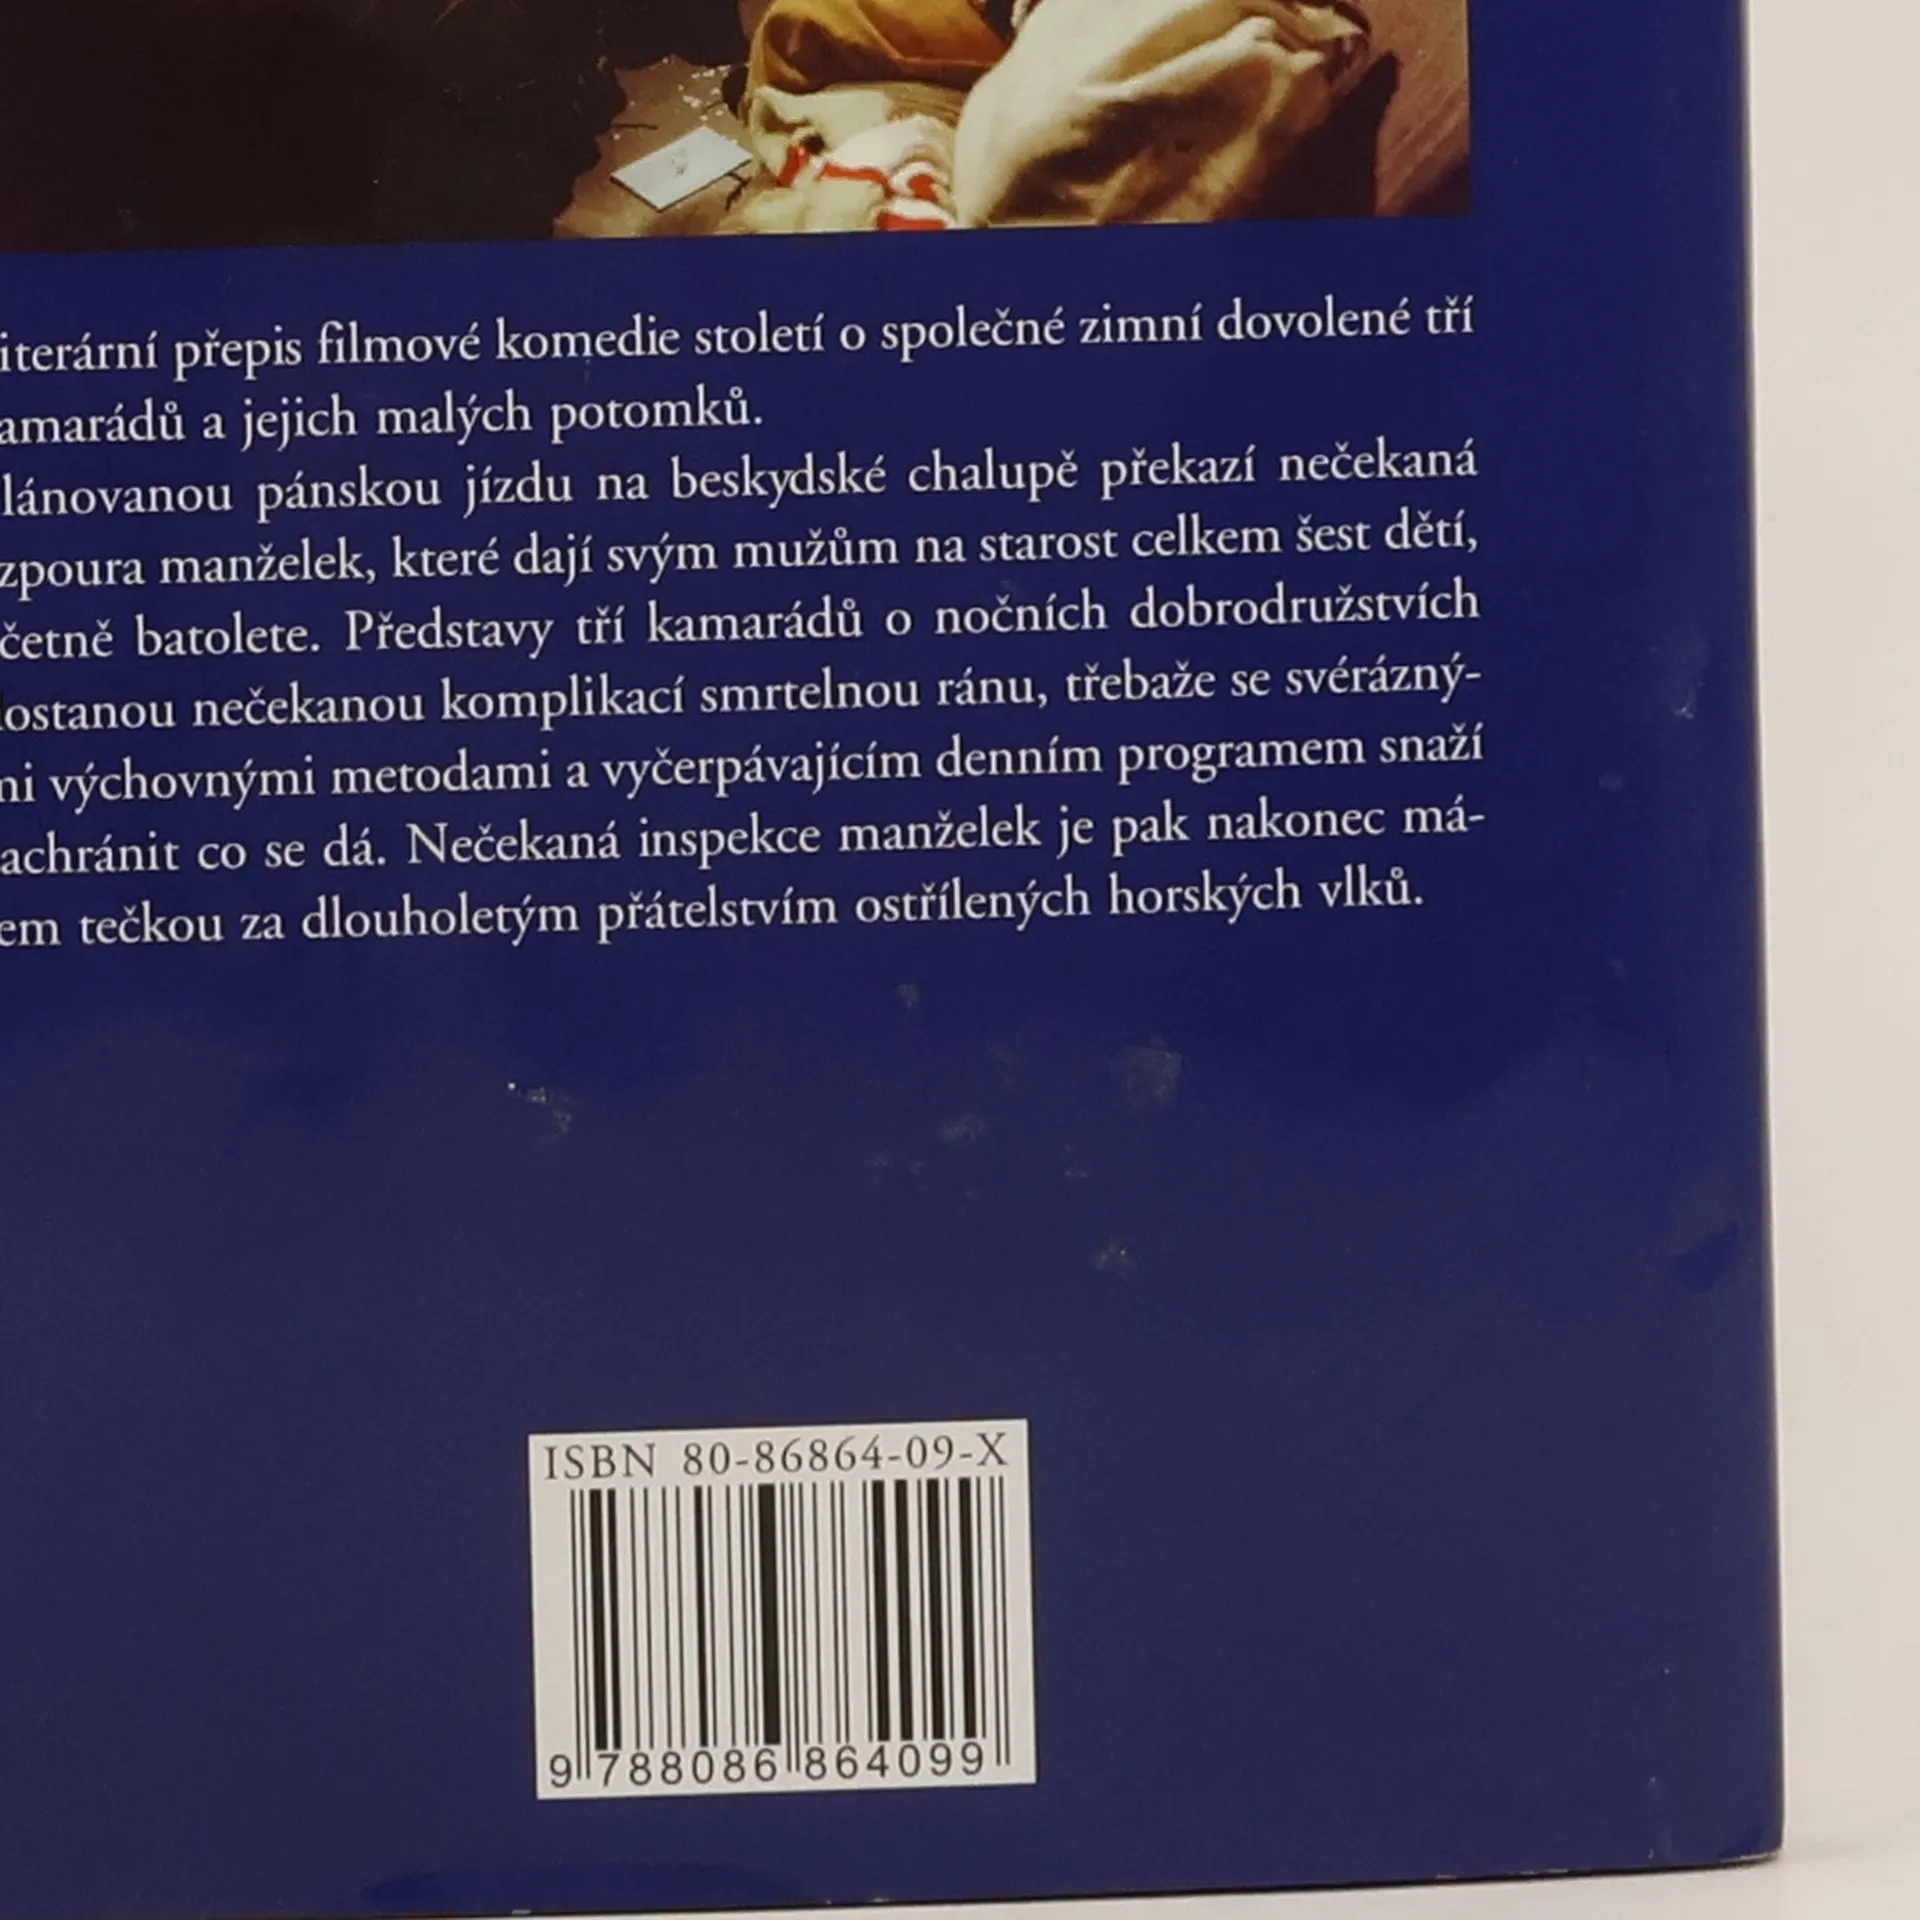 iterární přepis filmové komedie století o společné zimní dovolené tří
amarádů a jejich malých potomků.
lánovanou pánskou jízdu na beskydské chalupě překazí nečekaná
zpoura manželek, které dají svým mužům na starost celkem šest dětí,
četně batolete. Představy tří kamarádů o nočních dobrodružstvích
ostanou nečekanou komplikací smrtelnou ránu, třebaže se svérázný-
mi výchovnými metodami a vyčerpávajícím denním programem snaží
achránit co se dá. Nečekaná inspekce manželek je pak nakonec má-
em tečkou za dlouholetým přátelstvím ostřílených horských vlků.
ISBN 80-86864-09-X
9 788086 864099